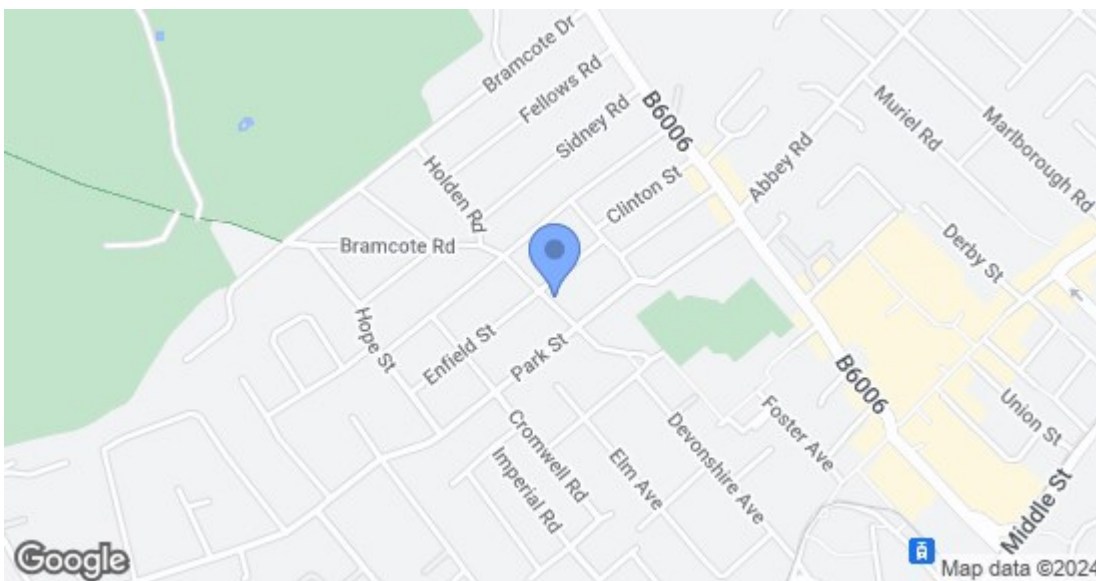 Bramcote Dr
Fellows Rd
Sidney Rd
B6006
Clinton St
Abbey Rd
Muriel Rd
Marlborough Rd
Holden Rd
Bramcote Rd
Derby St
Hope St
Enfield St
Park St
B6006
Union St
Foster Ave
Devonshire Ave
Elm Ave
Cromwell Rd
Imperial Rd
Middle St
Google
Map data ©2024